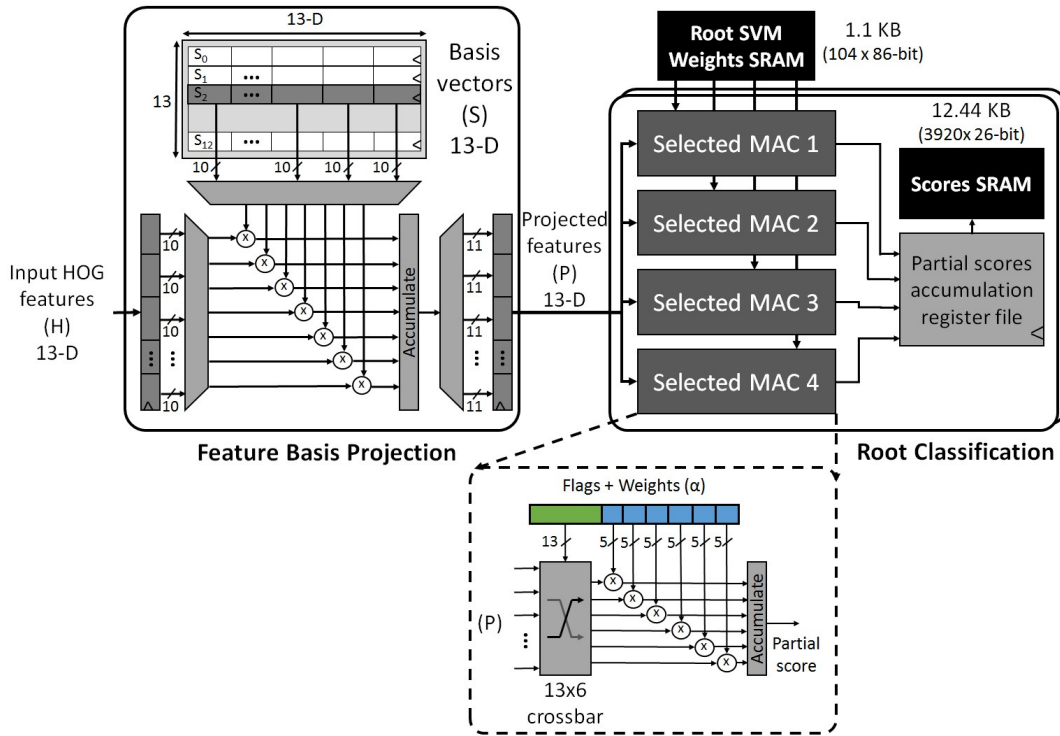 13-D
13
S0
S1
...
S2
S12
...
Basis
vectors
(S)
13-D
10
10
10
10
Input HOG
features
(H)
13-D
10
10
10
10
...
10
X
X
X
X
X
X
X
Accumulate
11
11
11
11
...
11
Feature Basis Projection
Projected
features
(P)
13-D
Root SVM
Weights SRAM
1.1 KB
(104 x 86-bit)
12.44 KB
(3920x 26-bit)
Selected MAC 1
Selected MAC 2
Selected MAC 3
Selected MAC 4
Scores SRAM
Partial scores
accumulation
register file
Root Classification
Flags + Weights (α)
13
5
5
5
5
5
5
(P)
...
X
X
X
X
X
X
Accumulate
Partial
score
13x6
crossbar